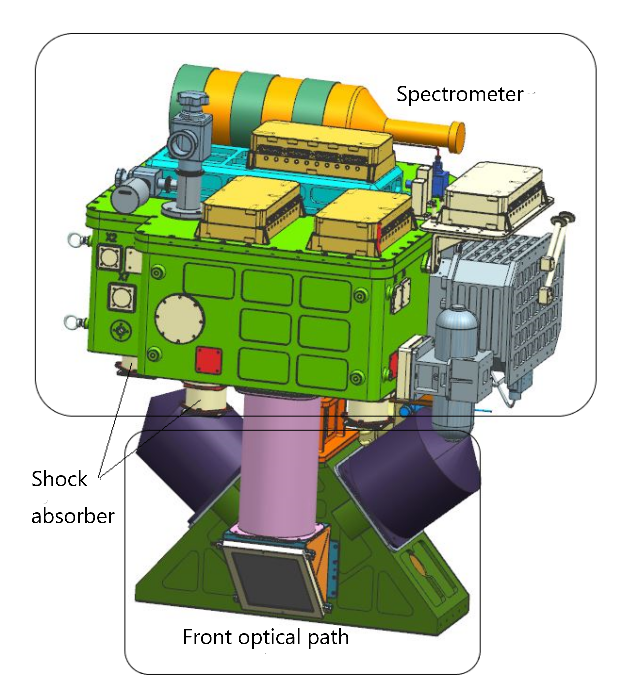 Spectrometer
X2
Shock
absorber
Front optical path